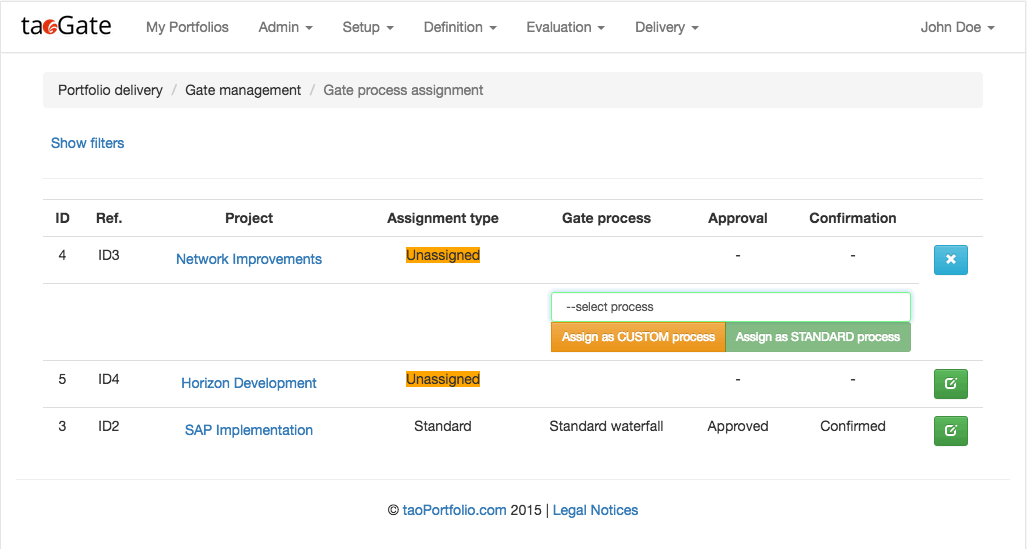 taoGate My Portfolios Admin Setup Definition Evaluation Delivery John Doe
Portfolio delivery / Gate management / Gate process assignment
Show filters
ID Ref. Project Assignment type Gate process Approval Confirmation
4 ID3 Network Improvements Unassigned - -
--select process
Assign as CUSTOM process Assign as STANDARD process
5 ID4 Horizon Development Unassigned - -
3 ID2 SAP Implementation Standard Standard waterfall Approved Confirmed
© taoPortfolio.com 2015 | Legal Notices